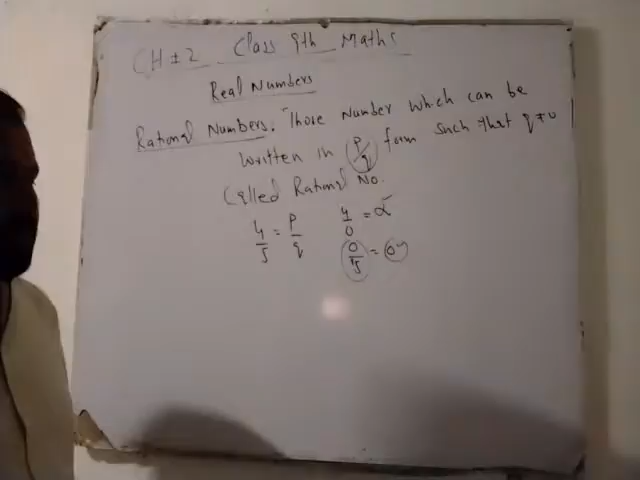 CH # 2 Class 9th Maths
Real Numbers
Rational Numbers. "Those Number which can be
written in P/q form such that q ≠ 0
Called Rational No.
4/5 = P/q 4/0 = α
0/5 = 0